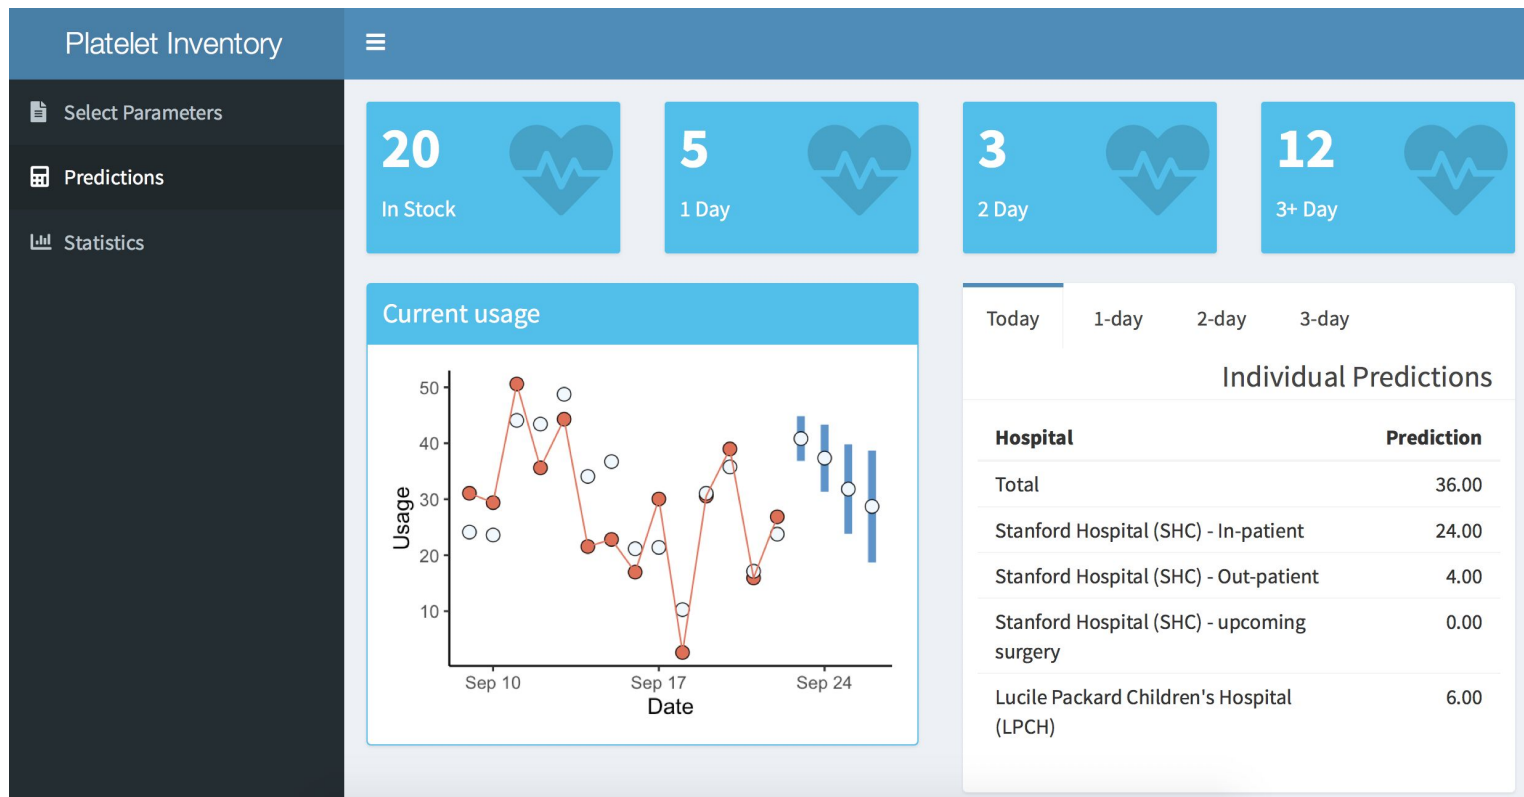 Platelet Inventory
Select Parameters
Predictions
Statistics
20
In Stock
5
1 Day
3
2 Day
12
3+ Day
Current usage
50
40
30
20
10
Usage
Sep 10
Sep 17
Sep 24
Date
Today 1-day 2-day 3-day
Individual Predictions
Hospital Prediction
Total 36.00
Stanford Hospital (SHC) - In-patient 24.00
Stanford Hospital (SHC) - Out-patient 4.00
Stanford Hospital (SHC) - upcoming 0.00
surgery
Lucile Packard Children's Hospital 6.00
(LPCH)